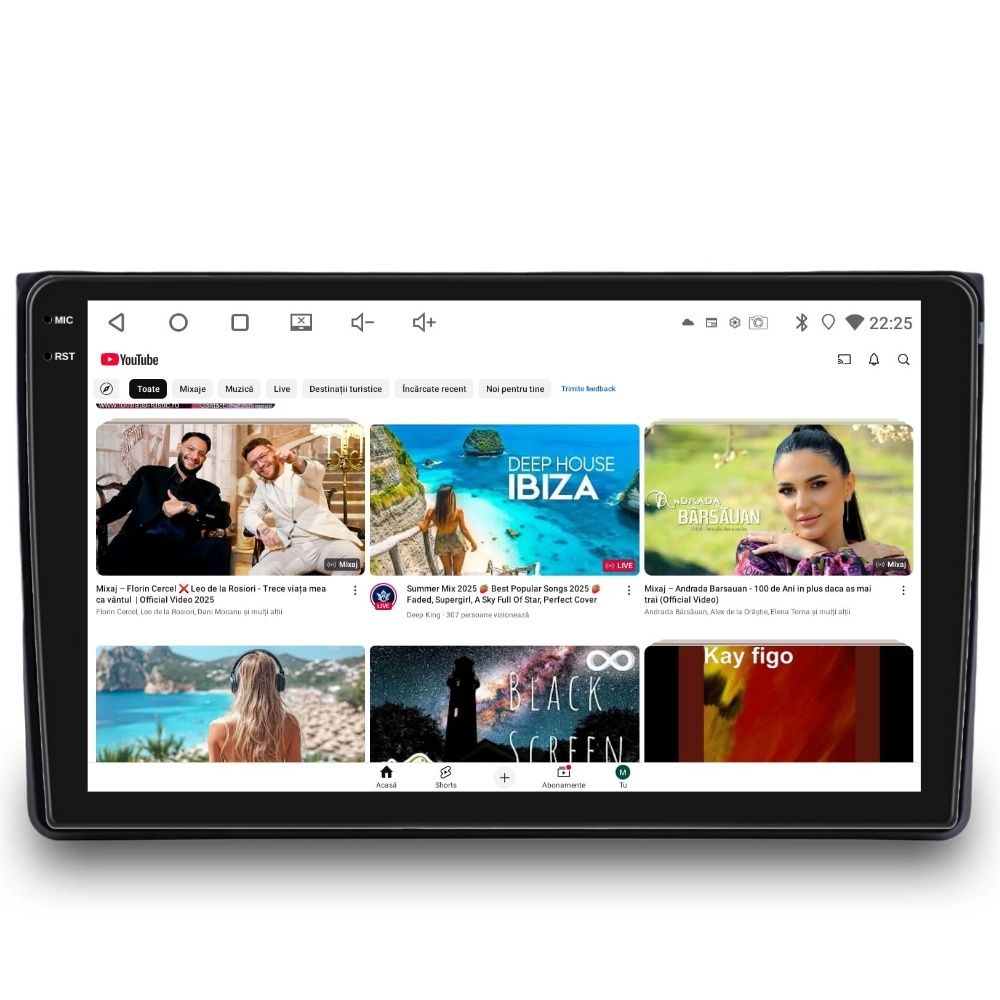 MIC
RST
22:25
YouTube
Toate Mixaje Muzică Live Destinații turistice Încărcate recent Noi pentru tine Trimite feedback
DEEP HOUSE
IBIZA
ANDRADA
BÂRSĂUAN
Mixaj
LIVE
Mixaj
Mixaj – Florin Cercel ❌ Leo de la Rosiori - Trece viața mea
ca vântul | Official Video 2025
Florin Cercel, Leo de la Rosiori, Dani Mocanu și mulți alții
LIVE
Summer Mix 2025 🍓 Best Popular Songs 2025 🍓
Faded, Supergirl, A Sky Full Of Star, Perfect Cover
Deep King · 307 persoane vizionează
Mixaj – Andrada Barsauan - 100 de Ani in plus daca as mai
trai (Official Video)
Andrada Bârsăuan, Alex de la Orăștie, Elena Toma și mulți alții
BLACK
SCREEN
Kay figo
Acasă
Shorts
Abonamente
M
Tu